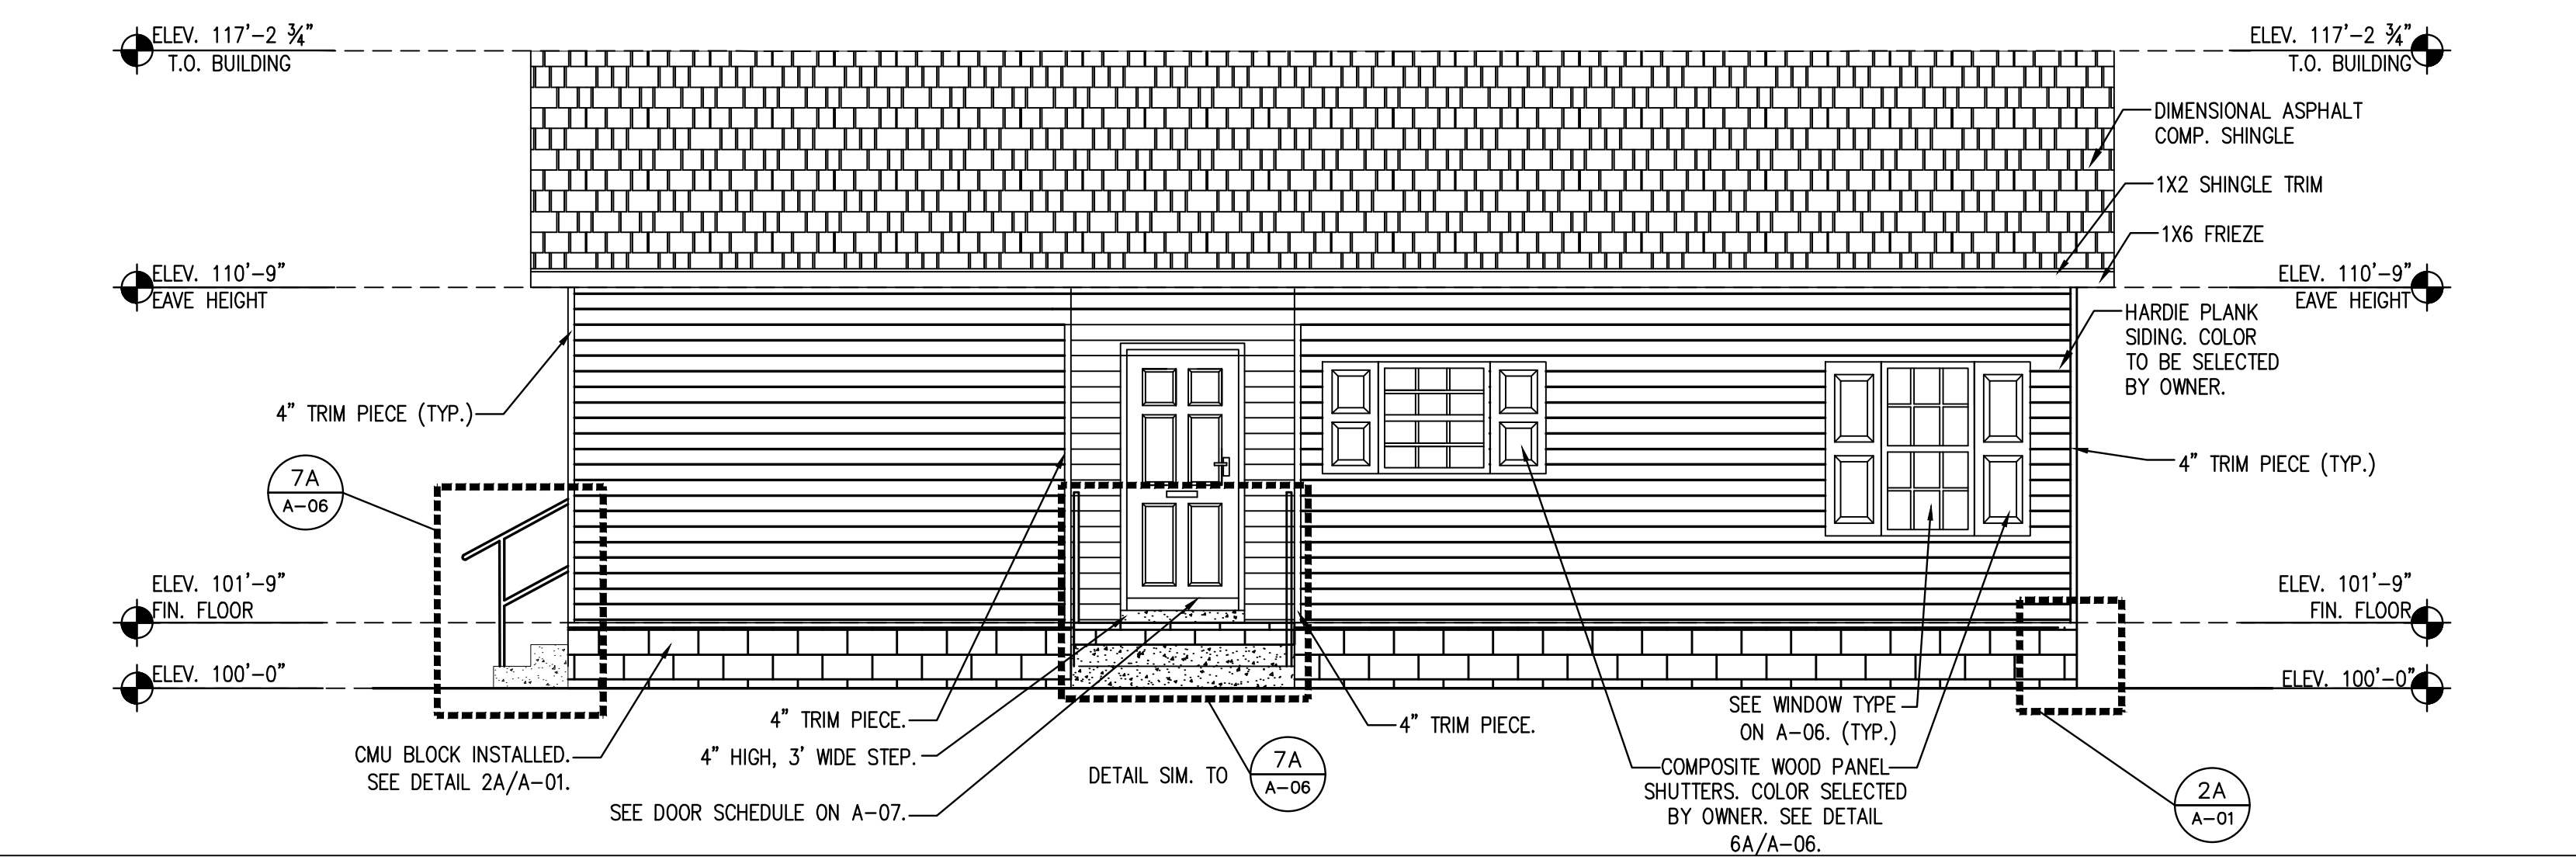 ELEV. 117'-2 ¾"
T.O. BUILDING
ELEV. 117'-2 ¾"
T.O. BUILDING
DIMENSIONAL ASPHALT
COMP. SHINGLE
1X2 SHINGLE TRIM
1X6 FRIEZE
ELEV. 110'-9"
EAVE HEIGHT
ELEV. 110'-9"
EAVE HEIGHT
HARDIE PLANK
SIDING. COLOR
TO BE SELECTED
BY OWNER.
4" TRIM PIECE (TYP.)
4" TRIM PIECE (TYP.)
7A
A-06
ELEV. 101'-9"
FIN. FLOOR
ELEV. 101'-9"
FIN. FLOOR
ELEV. 100'-0"
ELEV. 100'-0"
4" TRIM PIECE.
4" HIGH, 3' WIDE STEP.
CMU BLOCK INSTALLED.
SEE DETAIL 2A/A-01.
SEE DOOR SCHEDULE ON A-07.
DETAIL SIM. TO
7A
A-06
4" TRIM PIECE.
SEE WINDOW TYPE
ON A-06. (TYP.)
COMPOSITE WOOD PANEL
SHUTTERS. COLOR SELECTED
BY OWNER. SEE DETAIL
6A/A-06.
2A
A-01